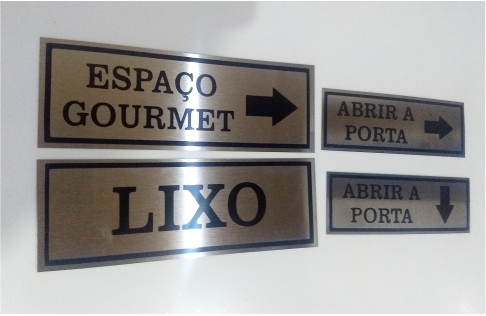 ESPAÇO
GOURMET
ABRIR A
PORTA
LIXO
ABRIR A
PORTA